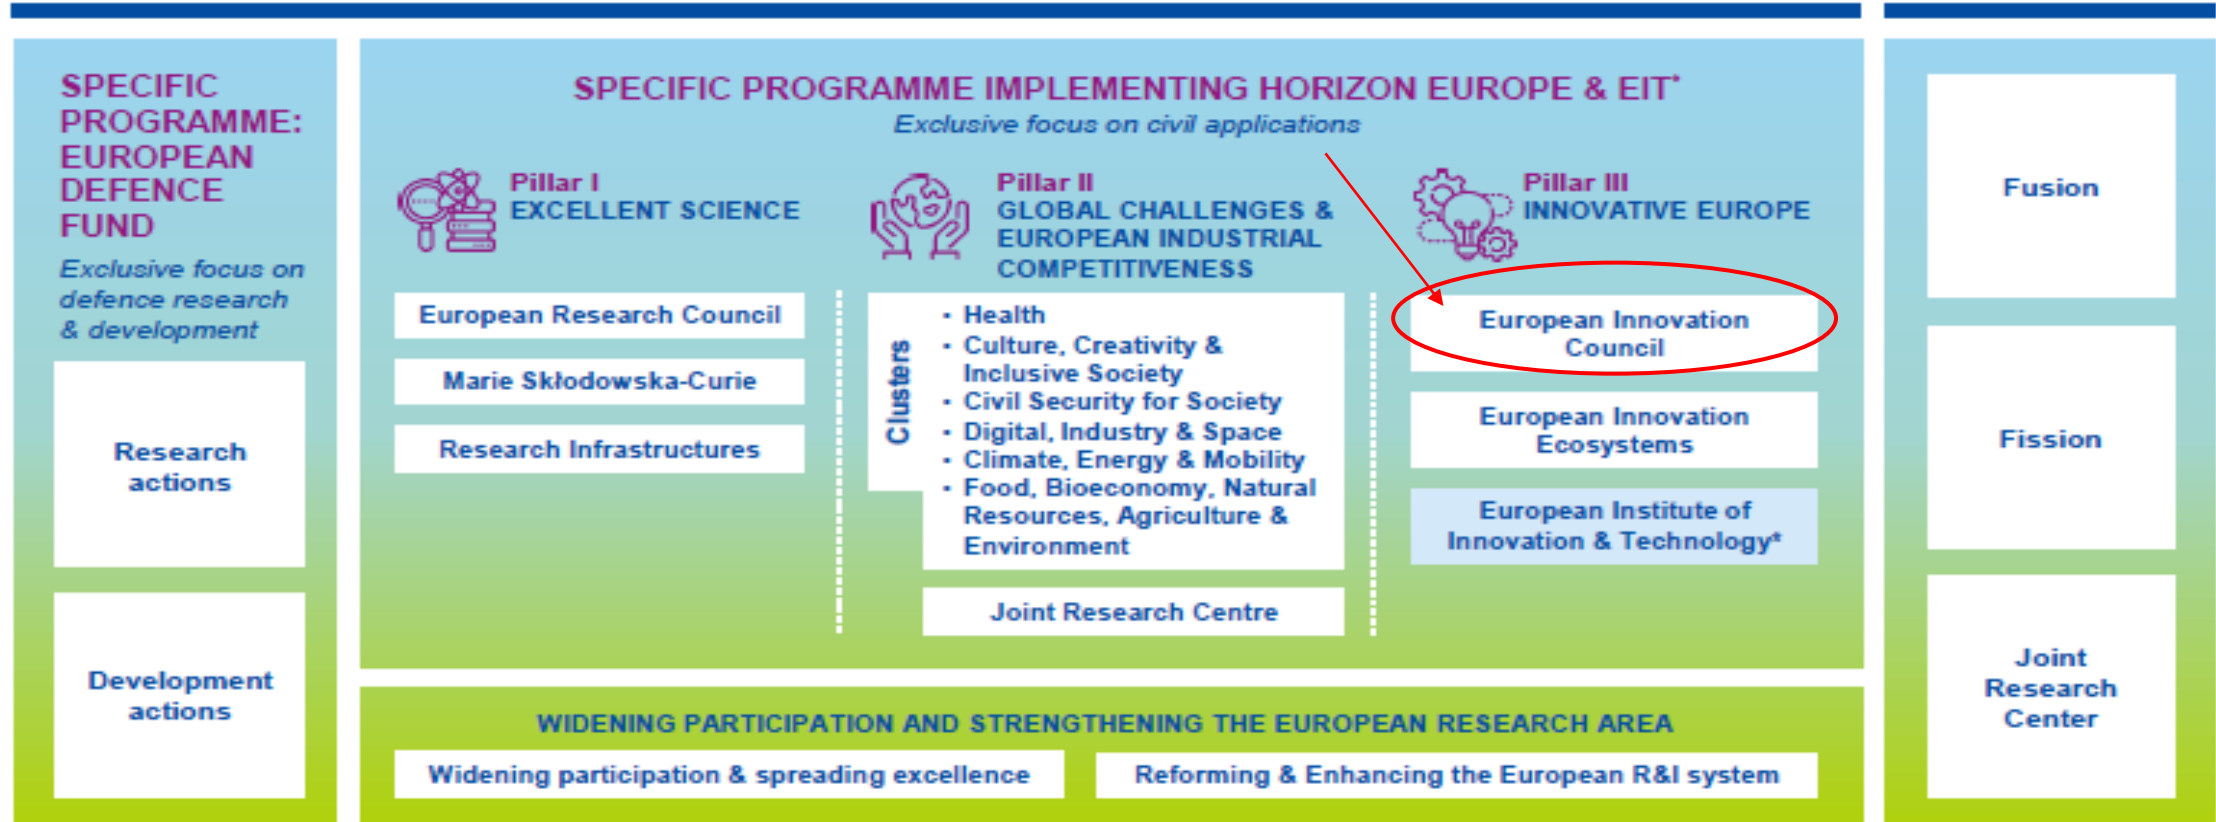 SPECIFIC
PROGRAMME:
EUROPEAN
DEFENCE
FUND
Exclusive focus on
defence research
& development
Research
actions
Development
actions
SPECIFIC PROGRAMME IMPLEMENTING HORIZON EUROPE & EIT*
Exclusive focus on civil applications
Pillar I
EXCELLENT SCIENCE
European Research Council
Marie Skłodowska-Curie
Research Infrastructures
Pillar II
GLOBAL CHALLENGES &
EUROPEAN INDUSTRIAL
COMPETITIVENESS
Clusters
• Health
• Culture, Creativity &
Inclusive Society
• Civil Security for Society
• Digital, Industry & Space
• Climate, Energy & Mobility
• Food, Bioeconomy, Natural
Resources, Agriculture &
Environment
Joint Research Centre
Pillar III
INNOVATIVE EUROPE
European Innovation
Council
European Innovation
Ecosystems
European Institute of
Innovation & Technology*
WIDENING PARTICIPATION AND STRENGTHENING THE EUROPEAN RESEARCH AREA
Widening participation & spreading excellence
Reforming & Enhancing the European R&I system
Fusion
Fission
Joint
Research
Center